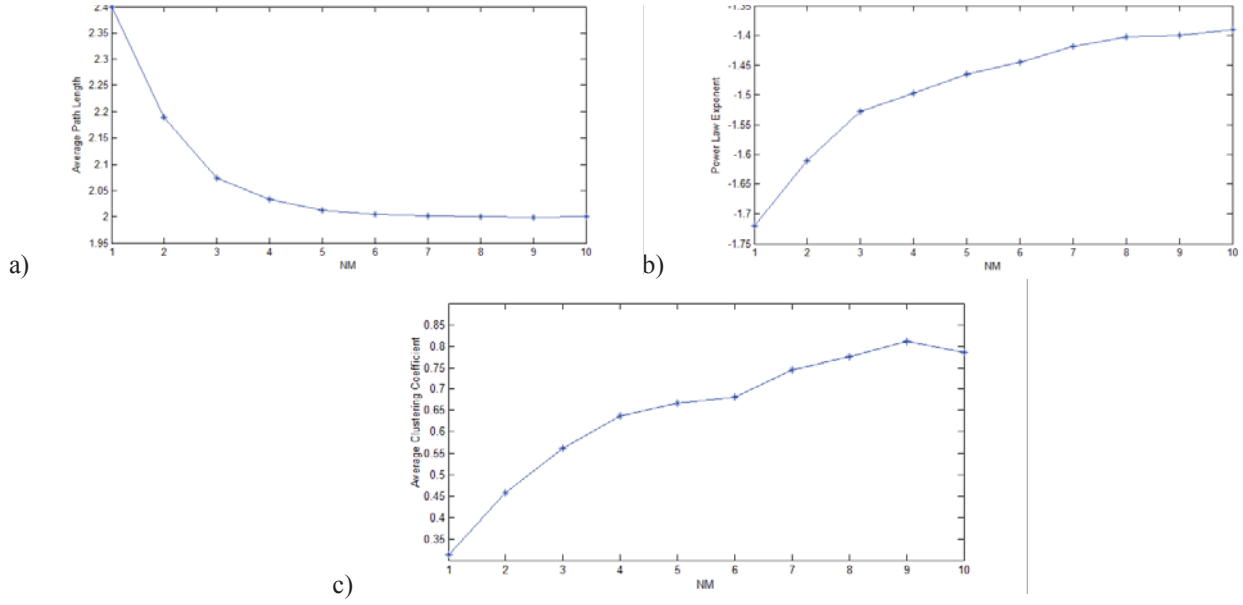 2.4
2.35
2.3
2.25
2.2
2.15
2.1
2.05
2
1.95
Average Path Length
1 2 3 4 5 6 7 8 9 10
NM
a)
-1.35
-1.4
-1.45
-1.5
-1.55
-1.6
-1.65
-1.7
-1.75
Power Law Exponent
1 2 3 4 5 6 7 8 9 10
NM
b)
0.85
0.8
0.75
0.7
0.65
0.6
0.55
0.5
0.45
0.4
0.35
Average Clustering Coefficient
1 2 3 4 5 6 7 8 9 10
NM
c)